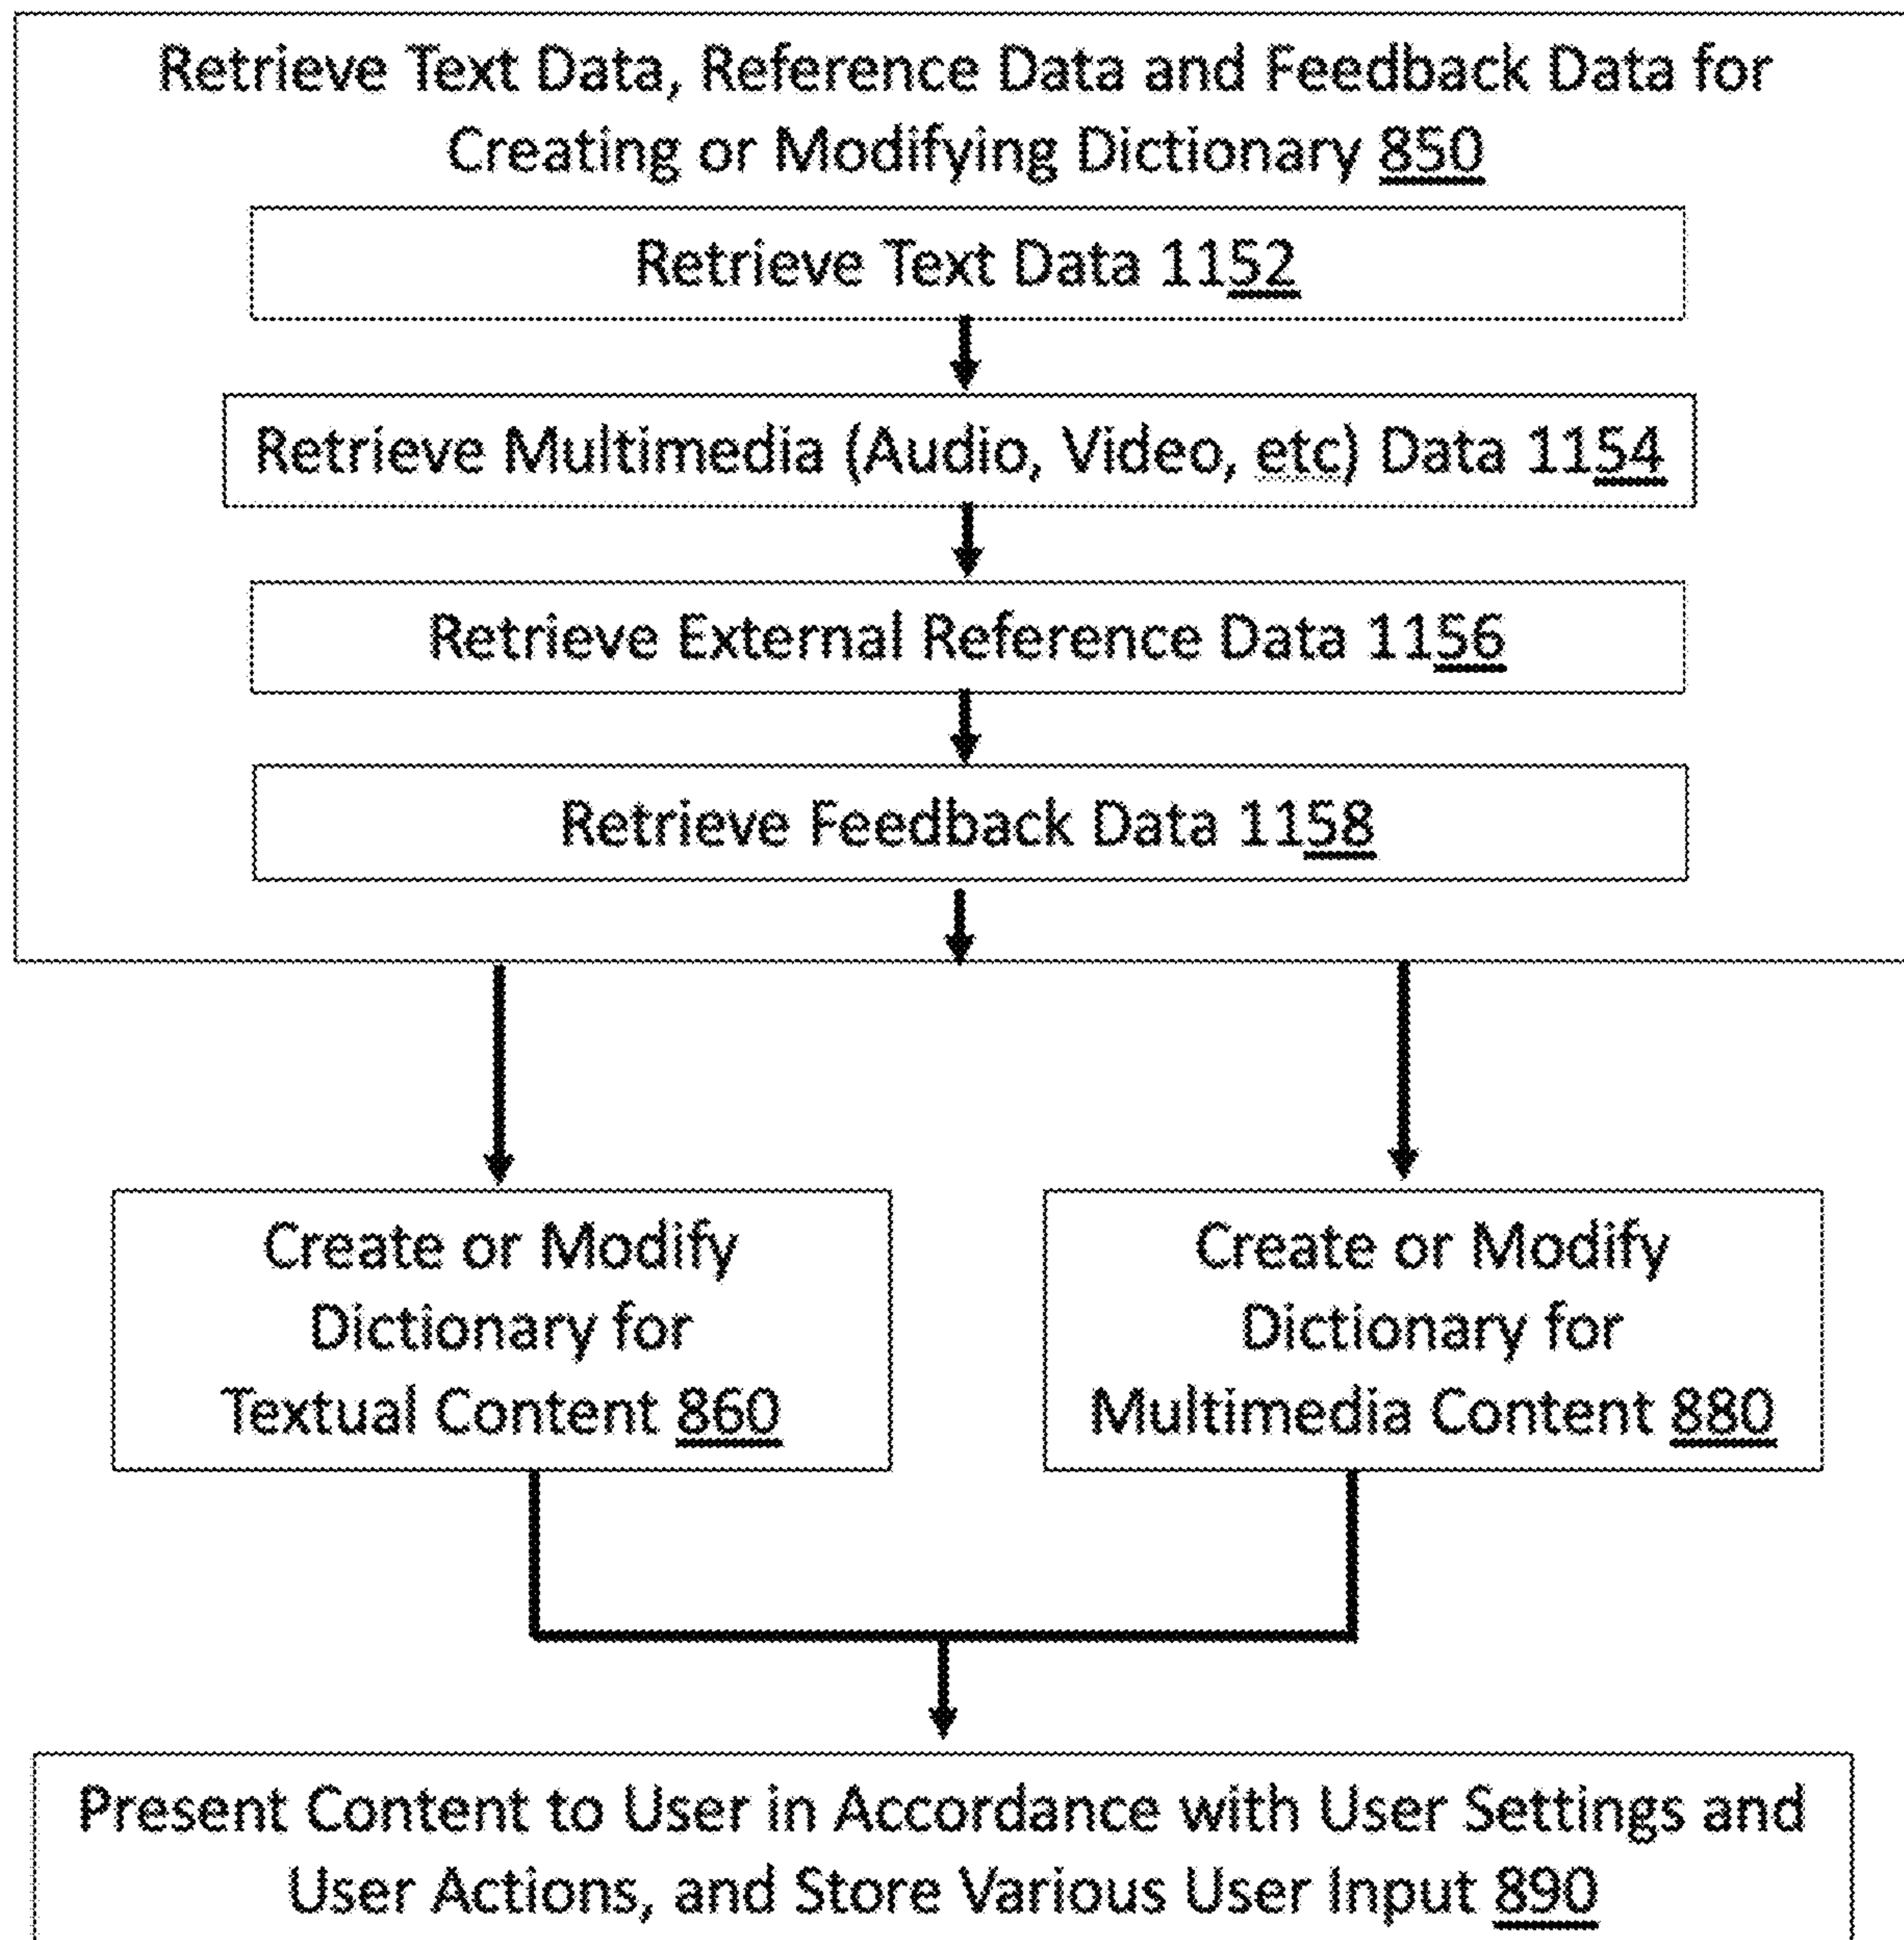 Retrieve Text Data, Reference Data and Feedback Data for
Creating or Modifying Dictionary 850
Retrieve Text Data 1152
Retrieve Multimedia (Audio, Video, etc) Data 1154
Retrieve External Reference Data 1156
Retrieve Feedback Data 1158
Create or Modify
Dictionary for
Textual Content 860
Create or Modify
Dictionary for
Multimedia Content 880
Present Content to User in Accordance with User Settings and
User Actions, and Store Various User Input 890